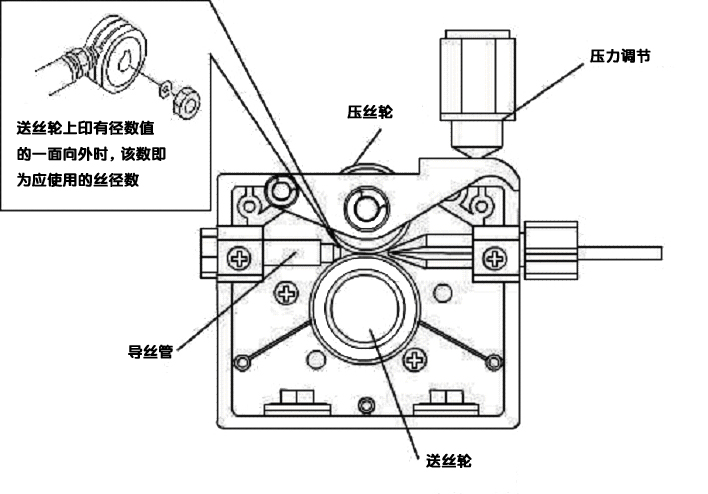 压力调节
压丝轮
送丝轮上印有径数值
的一面向外时，该数即
为应使用的丝径数
导丝管
送丝轮